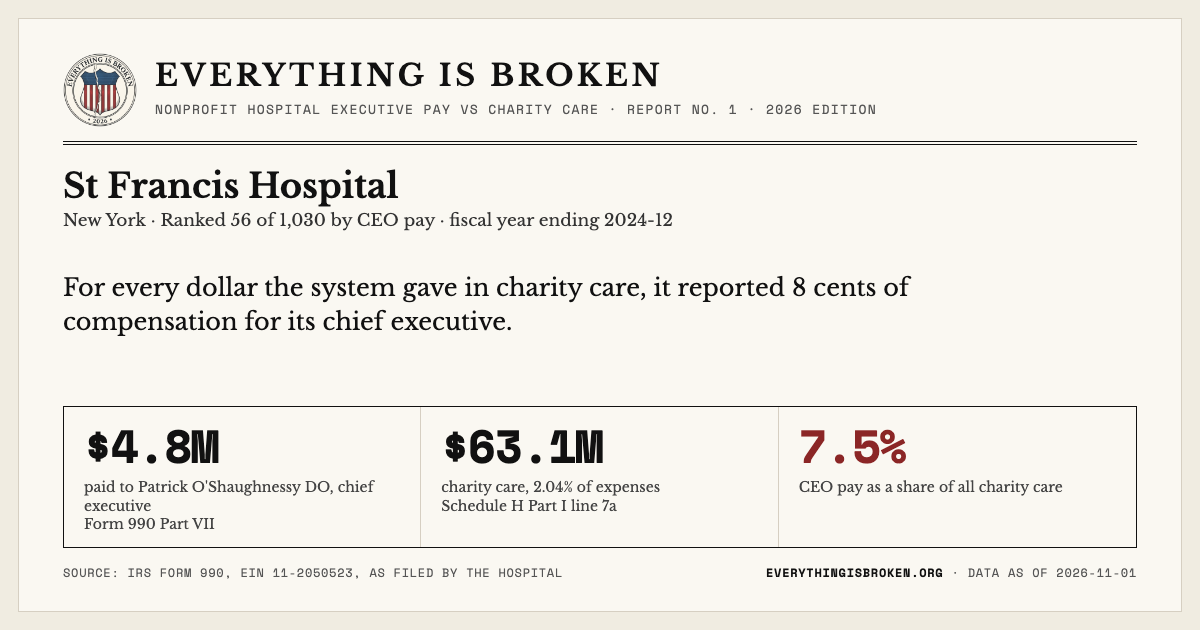 EVERYTHING IS BROKEN
· 2026 ·
EVERYTHING IS BROKEN
NONPROFIT HOSPITAL EXECUTIVE PAY VS CHARITY CARE · REPORT NO. 1 · 2026 EDITION
St Francis Hospital
New York · Ranked 56 of 1,030 by CEO pay · fiscal year ending 2024-12
For every dollar the system gave in charity care, it reported 8 cents of
compensation for its chief executive.
$4.8M
paid to Patrick O'Shaughnessy DO, chief
executive
Form 990 Part VII
$63.1M
charity care, 2.04% of expenses
Schedule H Part I line 7a
7.5%
CEO pay as a share of all charity care
SOURCE: IRS FORM 990, EIN 11-2050523, AS FILED BY THE HOSPITAL
EVERYTHINGISBROKEN.ORG · DATA AS OF 2026-11-01